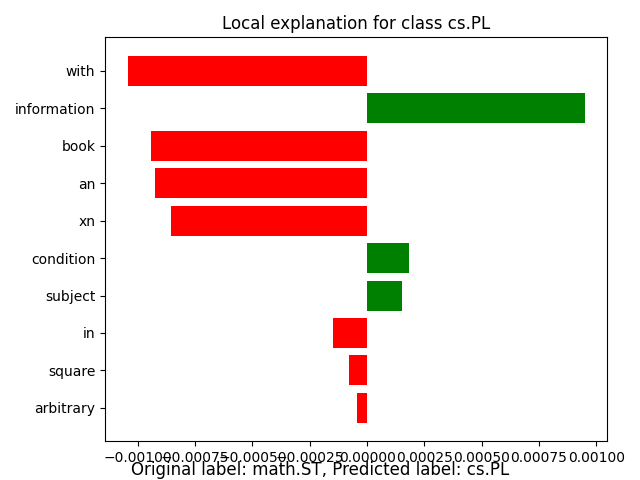 Local explanation for class cs.PL
with
information
book
an
xn
condition
subject
in
square
arbitrary
−0.00100−0.00075−0.00050−0.00025 0.00000 0.00025 0.00050 0.00075 0.00100
Original label: math.ST, Predicted label: cs.PL